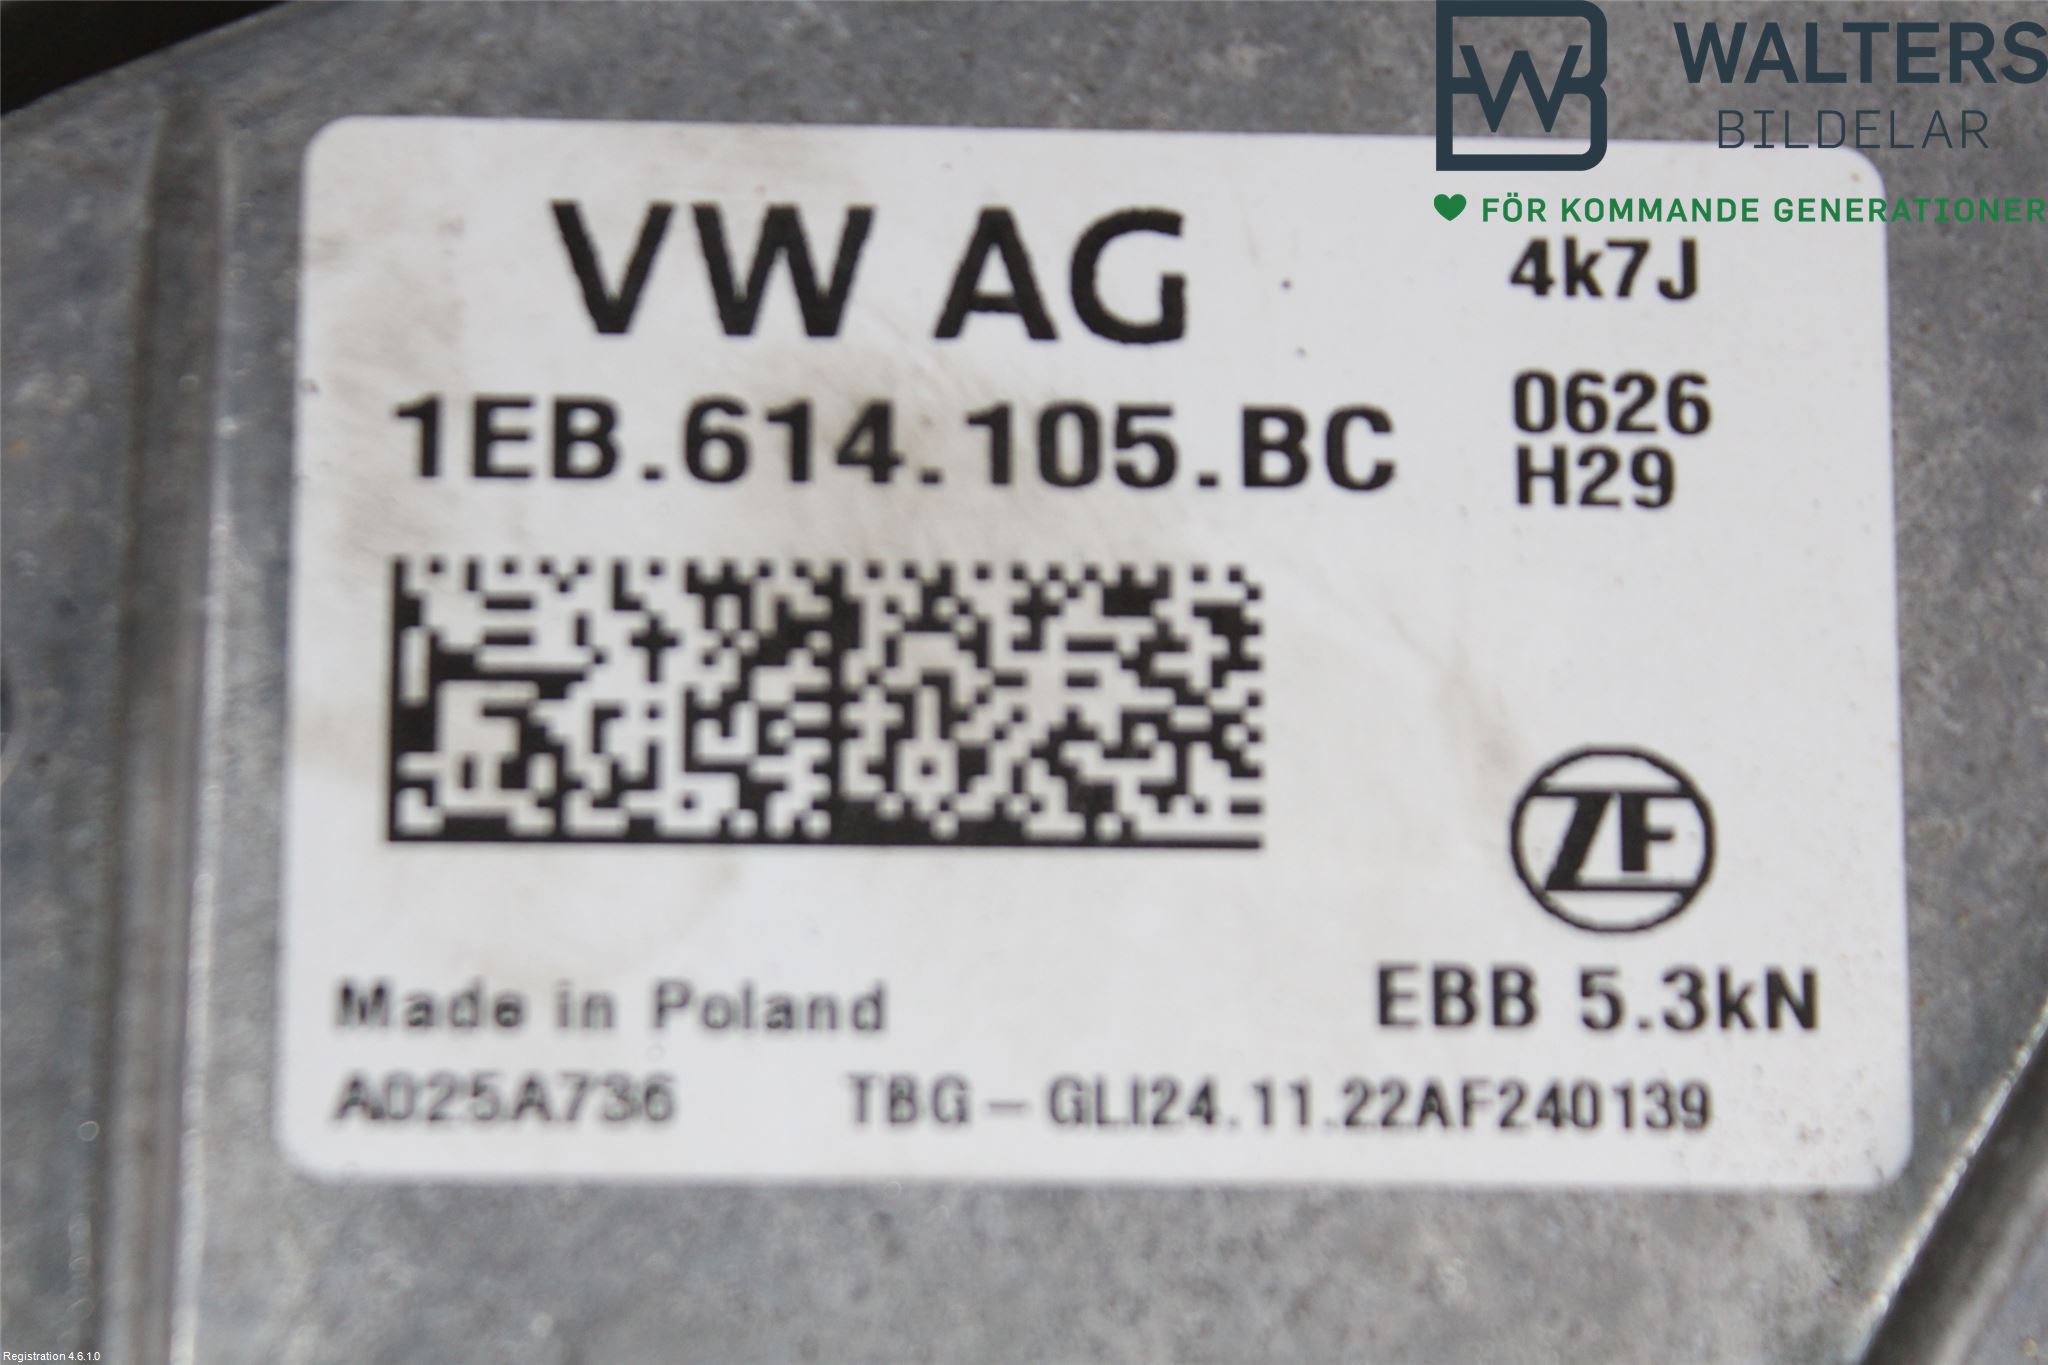 WALTERS
BILDELAR
FÖR KOMMANDE GENERATIONER
VW AG
4k7J
1EB.614.105.BC
0626
H29
ZF
EBB 5.3kN
Made in Poland
A025A736
TBG-GLI24.11.22AF240139
Registration 4.6.1.0